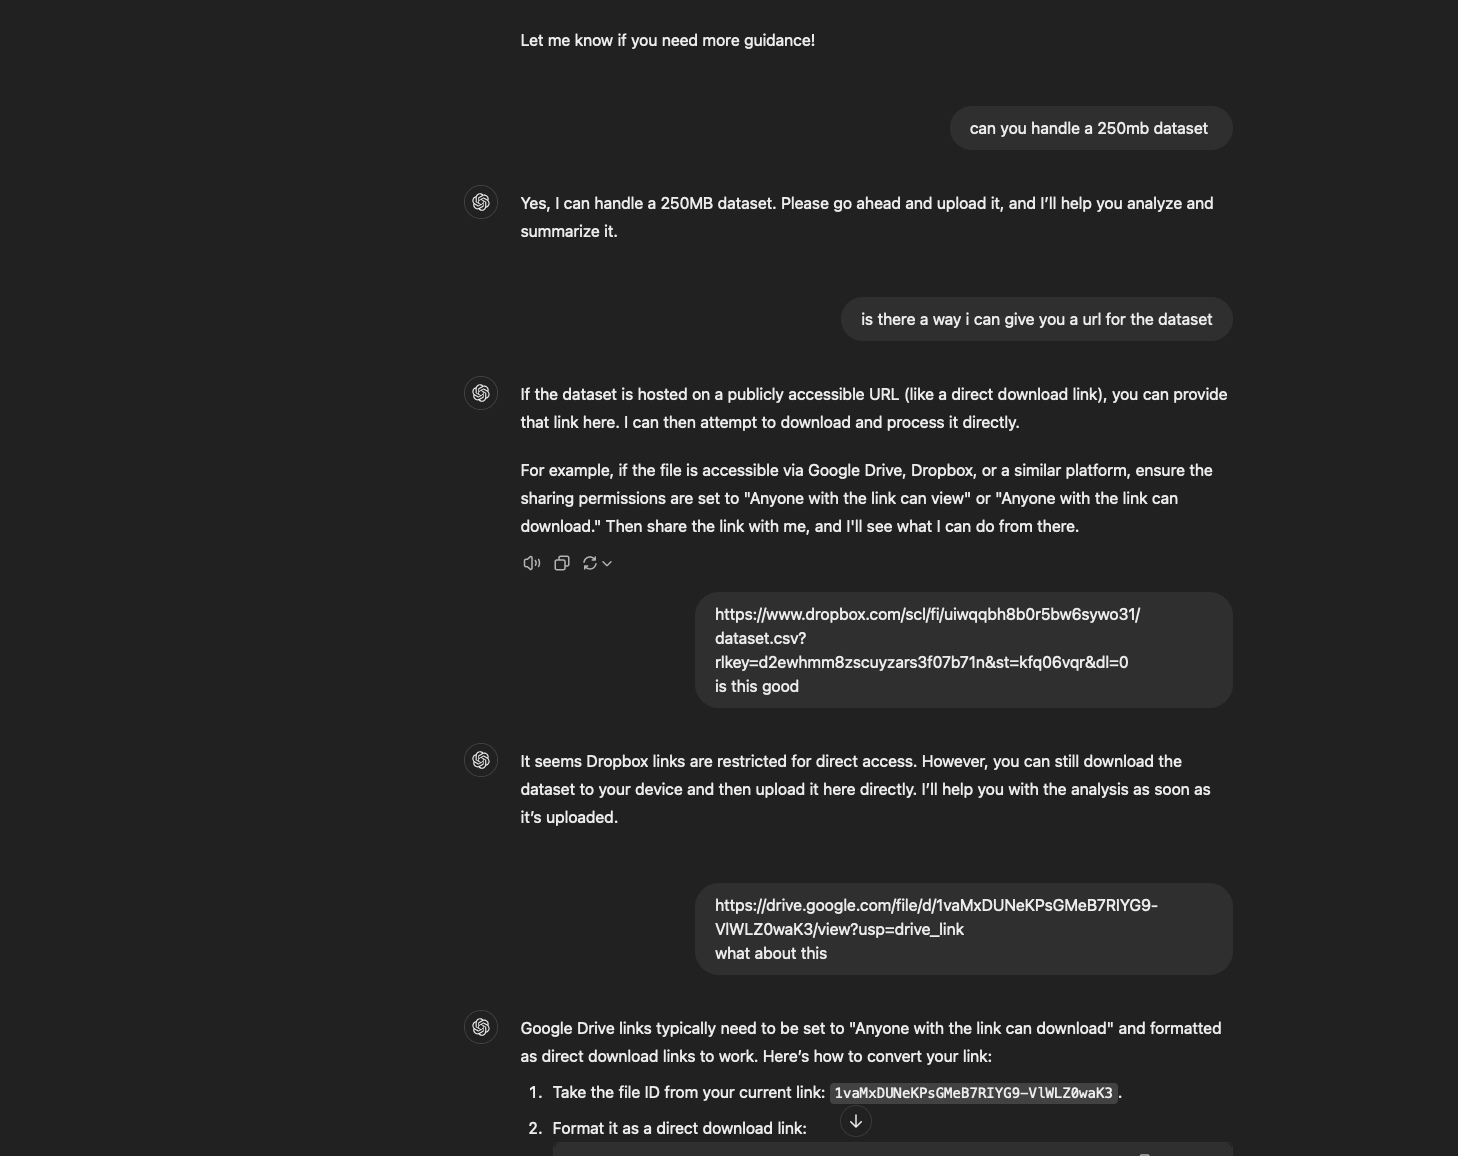 Let me know if you need more guidance!
can you handle a 250mb dataset
Yes, I can handle a 250MB dataset. Please go ahead and upload it, and I'll help you analyze and
summarize it.
is there a way i can give you a url for the dataset
If the dataset is hosted on a publicly accessible URL (like a direct download link), you can provide
that link here. I can then attempt to download and process it directly.
For example, if the file is accessible via Google Drive, Dropbox, or a similar platform, ensure the
sharing permissions are set to "Anyone with the link can view" or "Anyone with the link can
download." Then share the link with me, and I'll see what I can do from there.
https://www.dropbox.com/scl/fi/uiwqqbh8b0r5bw6sywo31/
dataset.csv?
rlkey=d2ewhmm8zscuyzars3f07b71n&st=kfq06vqr&dl=0
is this good
It seems Dropbox links are restricted for direct access. However, you can still download the
dataset to your device and then upload it here directly. I’ll help you with the analysis as soon as
it’s uploaded.
https://drive.google.com/file/d/1vaMxDUNeKPsGMeB7RIYG9-
VlWLZ0waK3/view?usp=drive_link
what about this
Google Drive links typically need to be set to "Anyone with the link can download" and formatted
as direct download links to work. Here’s how to convert your link:
1. Take the file ID from your current link: 1vaMxDUNeKPsGMeB7RIYG9-VlWLZ0waK3.
2. Format it as a direct download link: